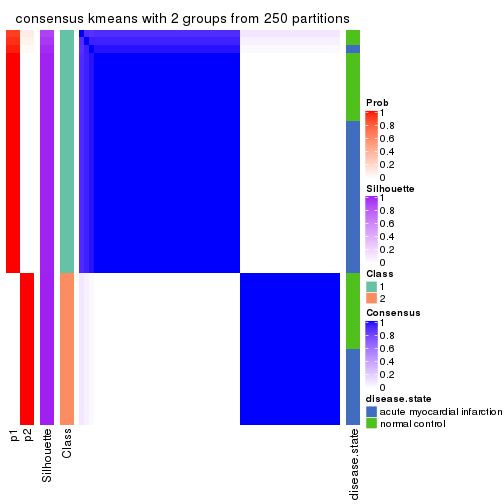 consensus kmeans with 2 groups from 250 partitions
Prob
1
0.8
0.6
0.4
0.2
0
Silhouette
1
0.8
0.6
0.4
0.2
0
Class
1
2
Consensus
1
0.8
0.6
0.4
0.2
0
disease.state
acute myocardial infarction
normal control
p1
p2
Silhouette
Class
disease.state